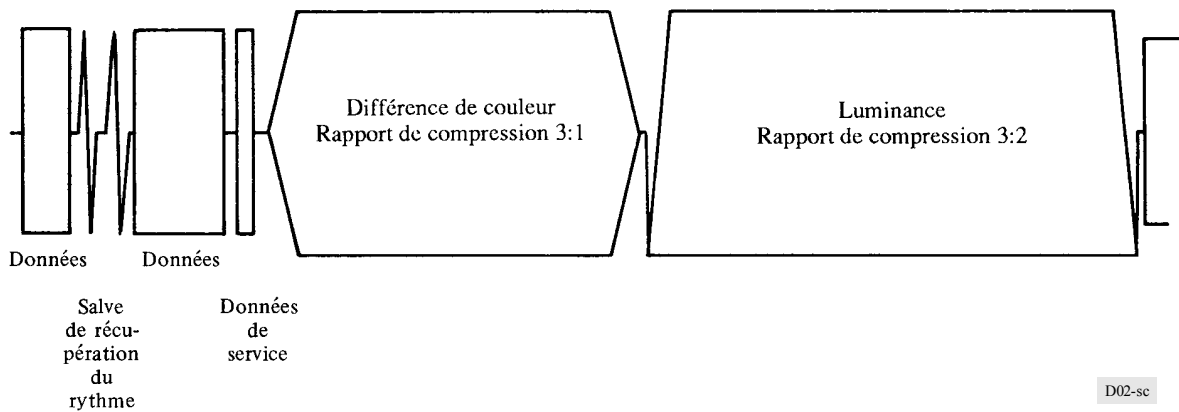 Différence de couleur
Rapport de compression 3:1
Luminance
Rapport de compression 3:2
Données
Données
Salve
de récu-
pération
du
rythme
Données
de
service
D02-sc